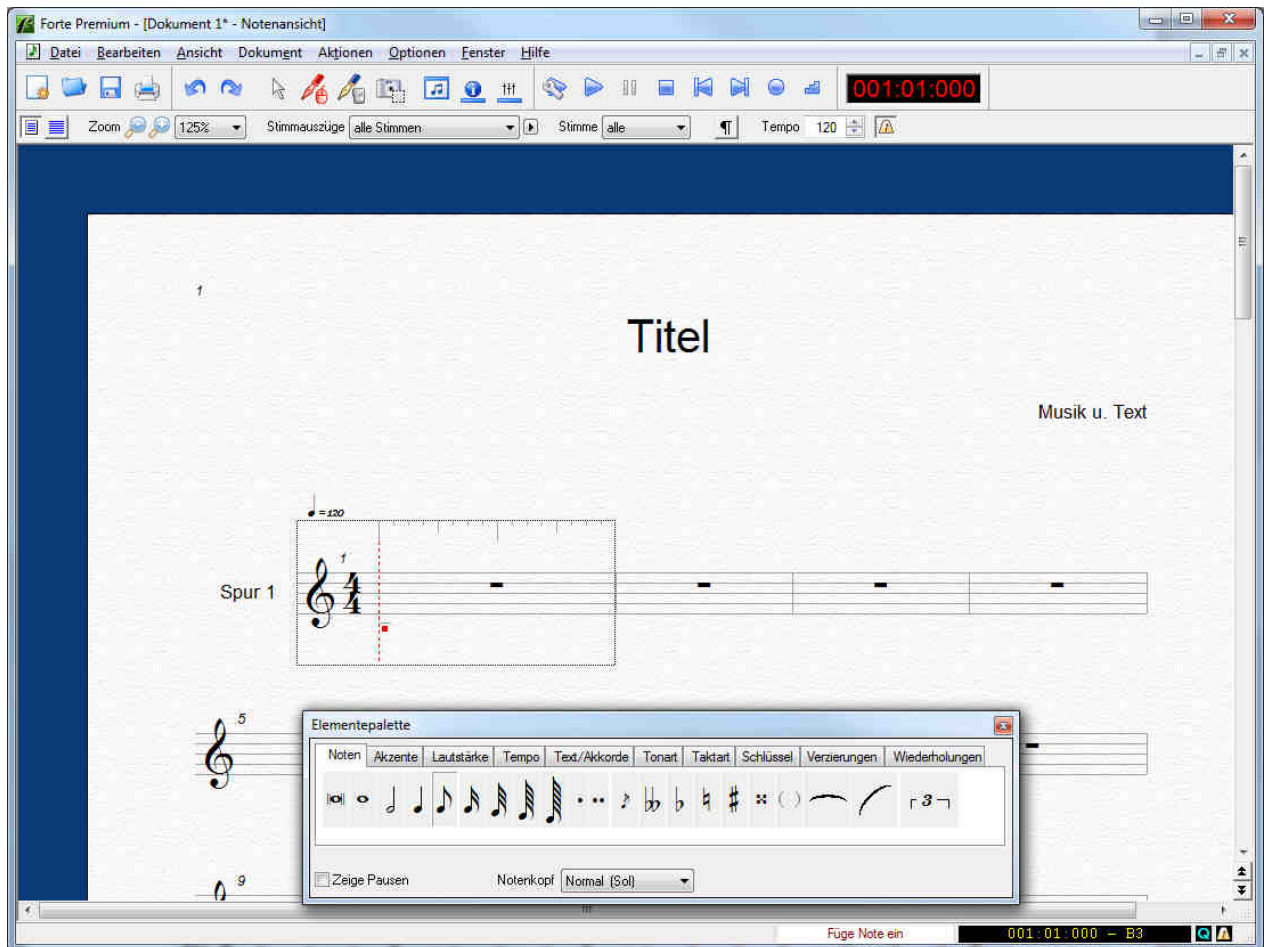 Forte Premium - [Dokument 1* - Notenansicht]
Datei Bearbeiten Ansicht Dokument Aktionen Optionen Fenster Hilfe
001:01:000
Zoom 125% Stimmauszüge alle Stimmen Stimme alle ¶ Tempo 120
1
Titel
Musik u. Text
=120
1
Spur 1
4
4
5
Elementepalette
Noten Akzente Lautstärke Tempo Text/Akkorde Tonart Taktart Schlüssel Verzierungen Wiederholungen
3
Zeige Pausen Notenkopf Normal (Sol)
9
Füge Note ein 001:01:000 - B3 Q